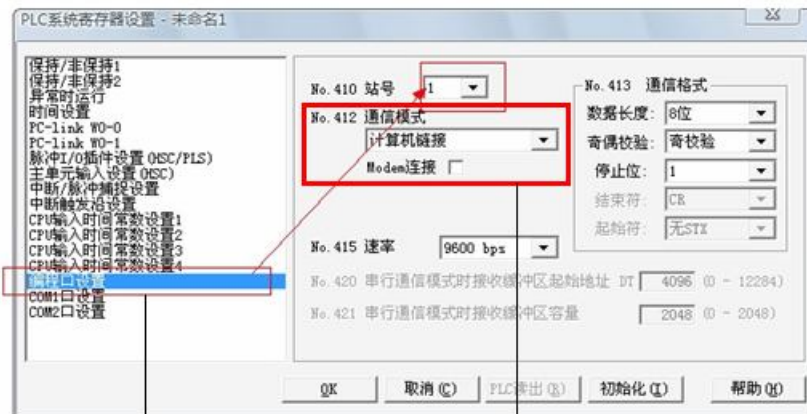 PLC系统寄存器设置 - 未命名1
保持/非保持1
保持/非保持2
异常时运行
时间设置
PC-link W0-0
PC-link W0-1
脉冲I/O插件设置(HSC/PLS)
主单元输入设置(HSC)
中断/脉冲捕捉设置
中断触发沿设置
CPU输入时间常数设置1
CPU输入时间常数设置2
CPU输入时间常数设置3
CPU输入时间常数设置4
编程口设置
COM1口设置
COM2口设置
No.410 站号 1
No.412 通信模式
计算机链接
Modem连接
No.413 通信格式
数据长度: 8位
奇偶校验: 奇校验
停止位: 1
结束符: CR
起始符: 无STX
No.415 速率 9600 bps
No.420 串行通信模式时接收缓冲区起始地址 DT 4096 (0 - 12284)
No.421 串行通信模式时接收缓冲区容量 2048 (0 - 2048)
OK 取消(C) PLC读出(R) 初始化(I) 帮助(H)